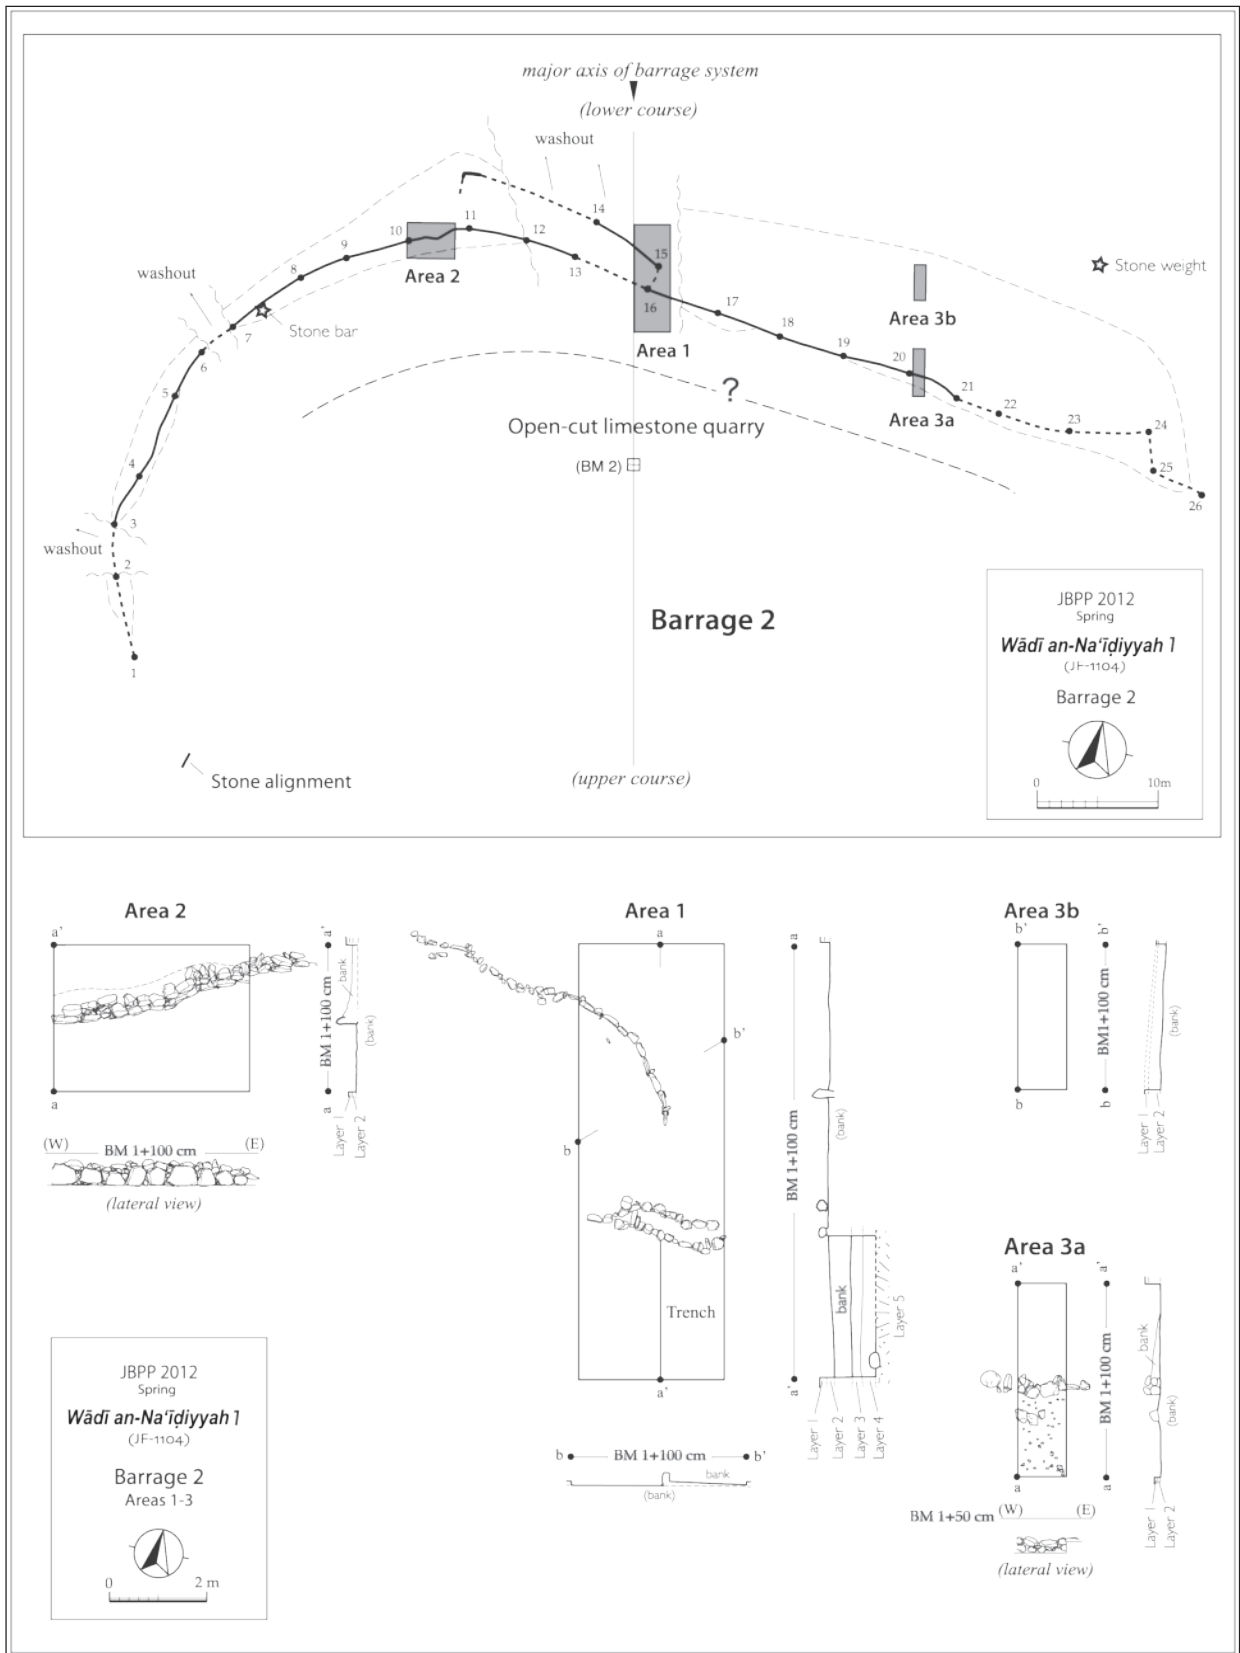 major axis of barrage system
(lower course)
washout
14
11
10
12
15
9
13
8
Area 2
16
17
washout
Stone weight
Area 3b
18
7
Stone bar
Area 1
19
20
6
?
21
5
22
Area 3a
23
24
Open-cut limestone quarry
(BM 2)
4
25
26
3
washout
2
Barrage 2
1
Stone alignment
(upper course)
JBPP 2012
Spring
Wādī an-Na‘īḍiyyah 1
(JF-1104)
Barrage 2
0 10m
Area 2
a' a'
bank
BM 1+100 cm
(bank)
a a
Layer 1
Layer 2
(W) BM 1+100 cm (E)
(lateral view)
Area 1
a a
b'
b
BM 1+100 cm
(bank)
Trench
bank
Layer 5
a' a'
Layer 1
Layer 2
Layer 3
Layer 4
b BM 1+100 cm b'
bank
(bank)
Area 3b
b' b'
BM1+100 cm
(bank)
b b
Layer 1
Layer 2
Area 3a
a' a'
bank
BM 1+100 cm
(bank)
a a
Layer 1
Layer 2
BM 1+50 cm (W) (E)
(lateral view)
JBPP 2012
Spring
Wādī an-Na‘īḍiyyah 1
(JF-1104)
Barrage 2
Areas 1-3
0 2 m